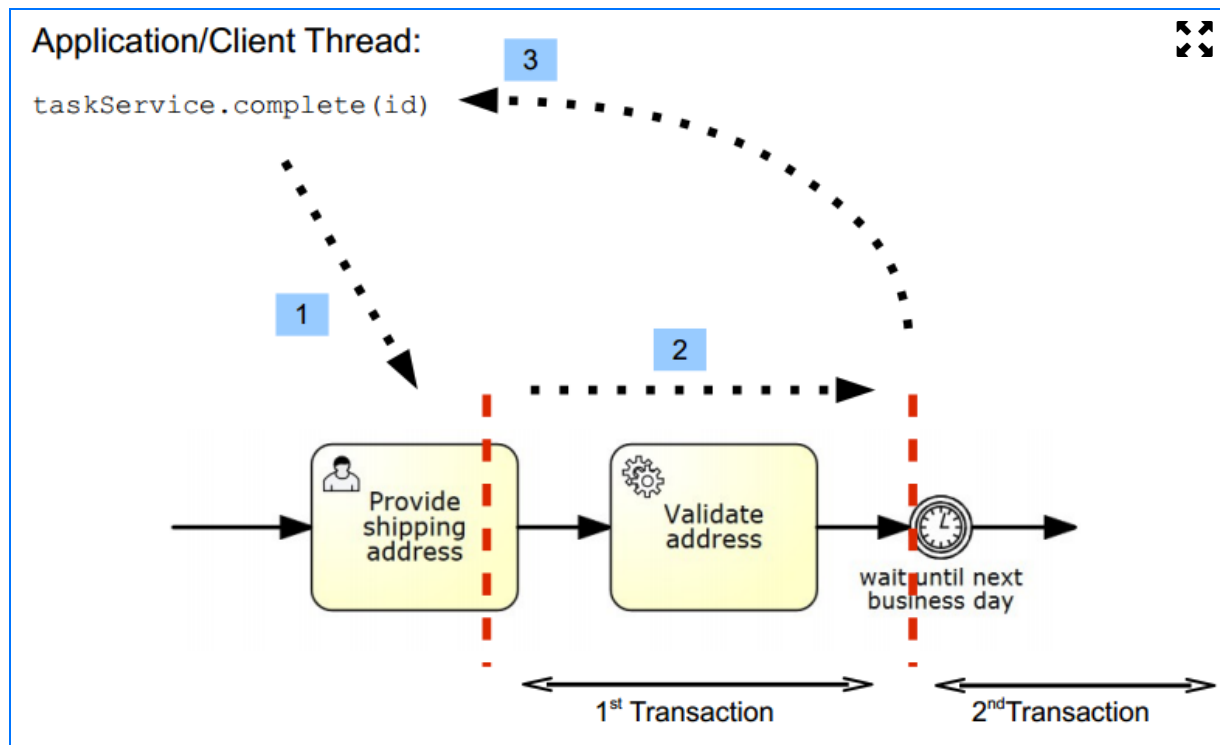 Application/Client Thread:
3
taskService.complete(id)
1
2
Provide
shipping
address
Validate
address
wait until next
business day
1st Transaction
2ndTransaction